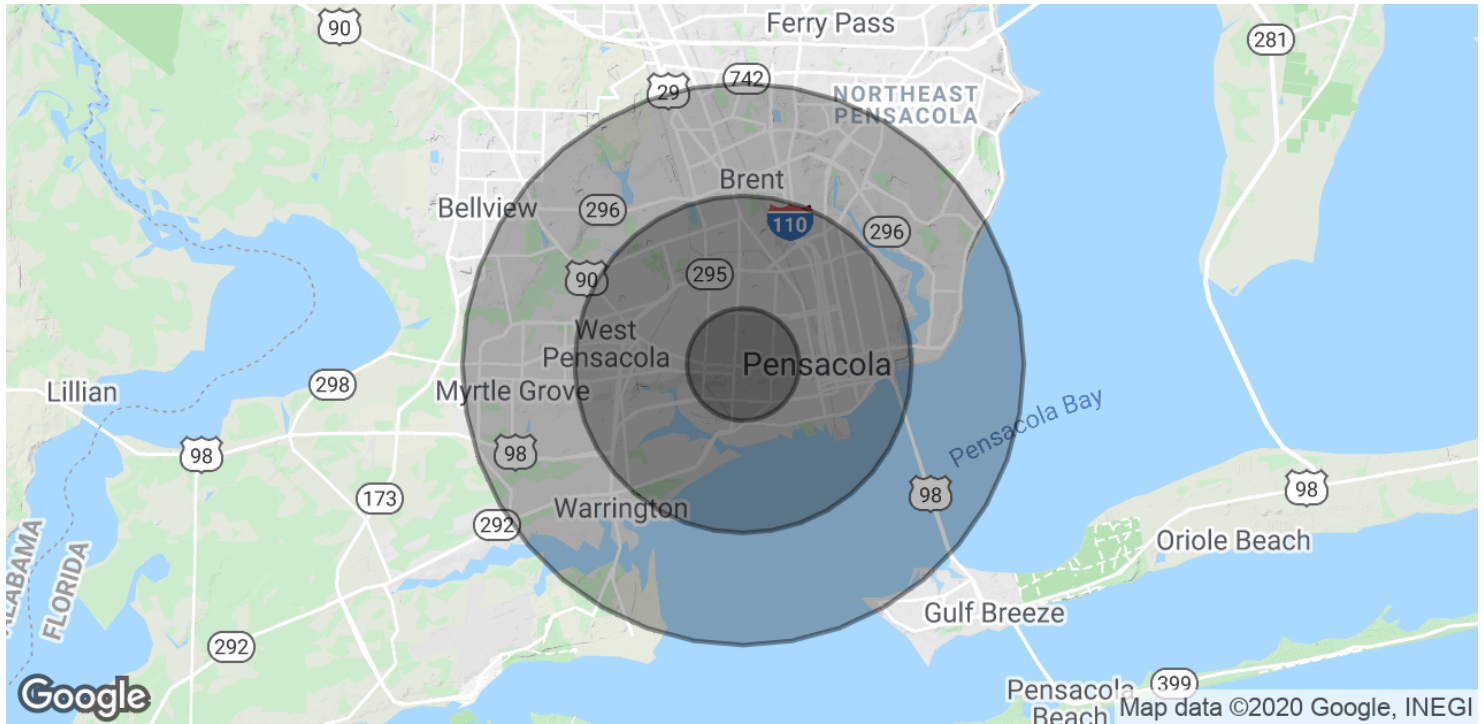 Ferry Pass
90
281
742
29
NORTHEAST
PENSACOLA
Brent
Bellview
296
110
296
90
295
West
Pensacola
Pensacola
Lillian
298
Myrtle Grove
Pensacola Bay
98
98
173
98
98
Warrington
292
ALABAMA
FLORIDA
Oriole Beach
Gulf Breeze
292
Google
Pensacola
Beach
399
Map data ©2020 Google, INEGI